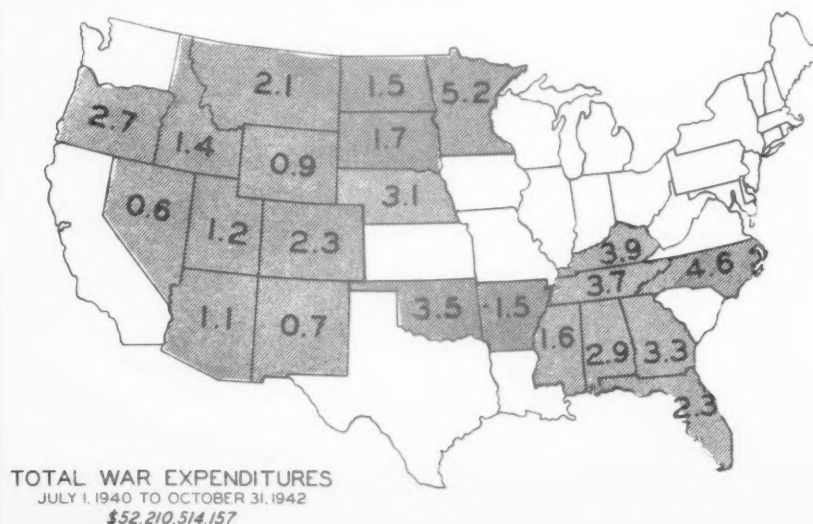 2.1 1.5 5.2
2.7 1.4 0.9 1.7
0.6 1.2 2.3 3.1
3.9
3.7 4.6
1.1 0.7 3.5 1.5
1.6 2.9 3.3
2.3
TOTAL WAR EXPENDITURES
JULY 1, 1940 TO OCTOBER 31, 1942
$52,210,514,157